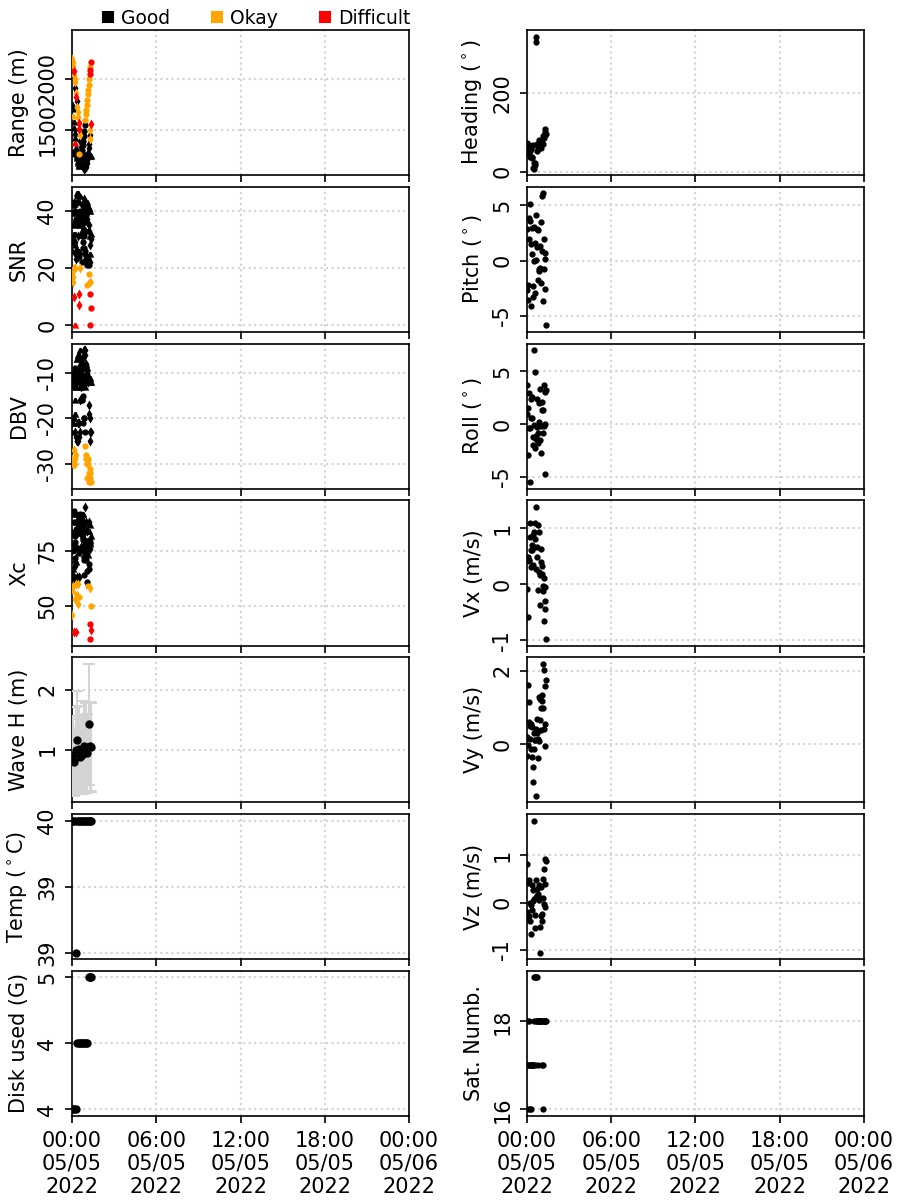 Good Okay Difficult
Range (m)
2000
1500
Heading (°)
200
0
SNR
40
20
0
Pitch (°)
5
0
-5
DBV
-10
-20
-30
Roll (°)
5
0
-5
Xc
75
50
Vx (m/s)
1
0
-1
Wave H (m)
2
1
Vy (m/s)
2
0
Temp (°C)
40
39
39
Vz (m/s)
1
0
-1
Disk used (G)
5
4
4
Sat. Numb.
18
17
16
00:00 06:00 12:00 18:00 00:00
05/05 05/05 05/05 05/05 05/06
2022 2022 2022 2022 2022
00:00 06:00 12:00 18:00 00:00
05/05 05/05 05/05 05/05 05/06
2022 2022 2022 2022 2022